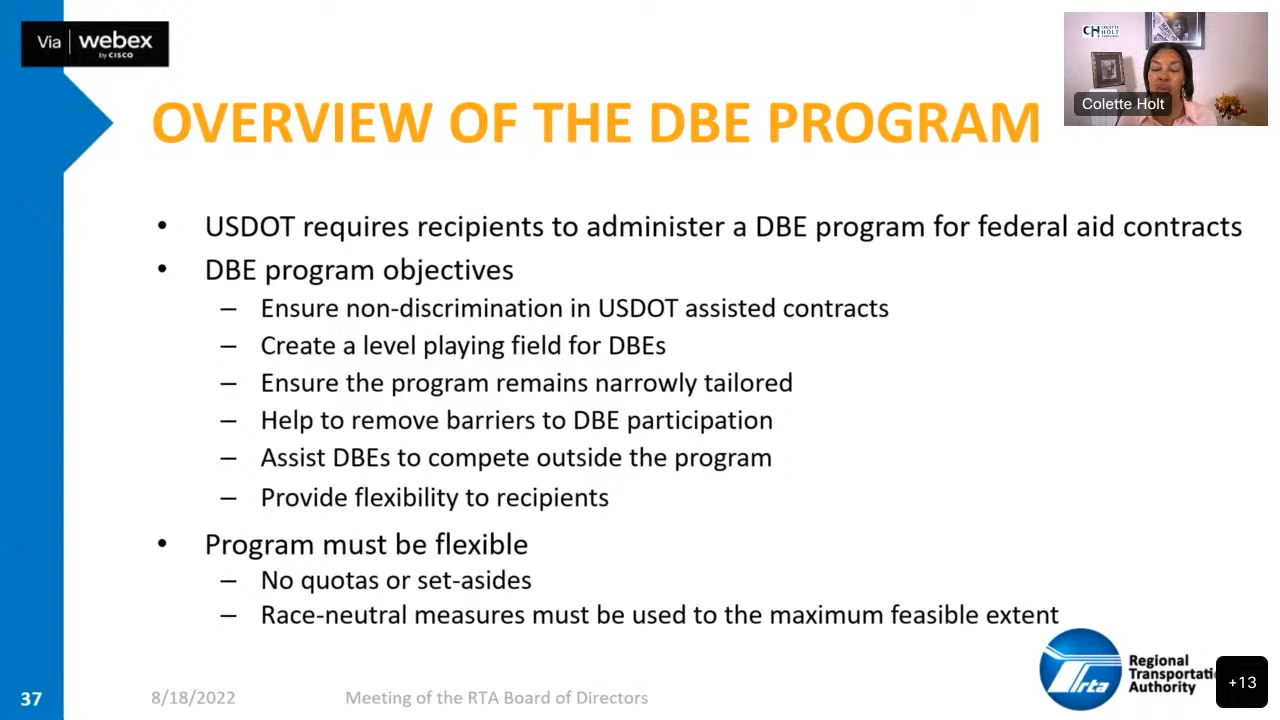 Via webex
by CISCO
CH COLETTE
HOLT
Colette Holt
OVERVIEW OF THE DBE PROGRAM
• USDOT requires recipients to administer a DBE program for federal aid contracts
• DBE program objectives
– Ensure non-discrimination in USDOT assisted contracts
– Create a level playing field for DBEs
– Ensure the program remains narrowly tailored
– Help to remove barriers to DBE participation
– Assist DBEs to compete outside the program
– Provide flexibility to recipients
• Program must be flexible
– No quotas or set-asides
– Race-neutral measures must be used to the maximum feasible extent
rta
Regional
Transportati
Authority
+13
37
8/18/2022
Meeting of the RTA Board of Directors